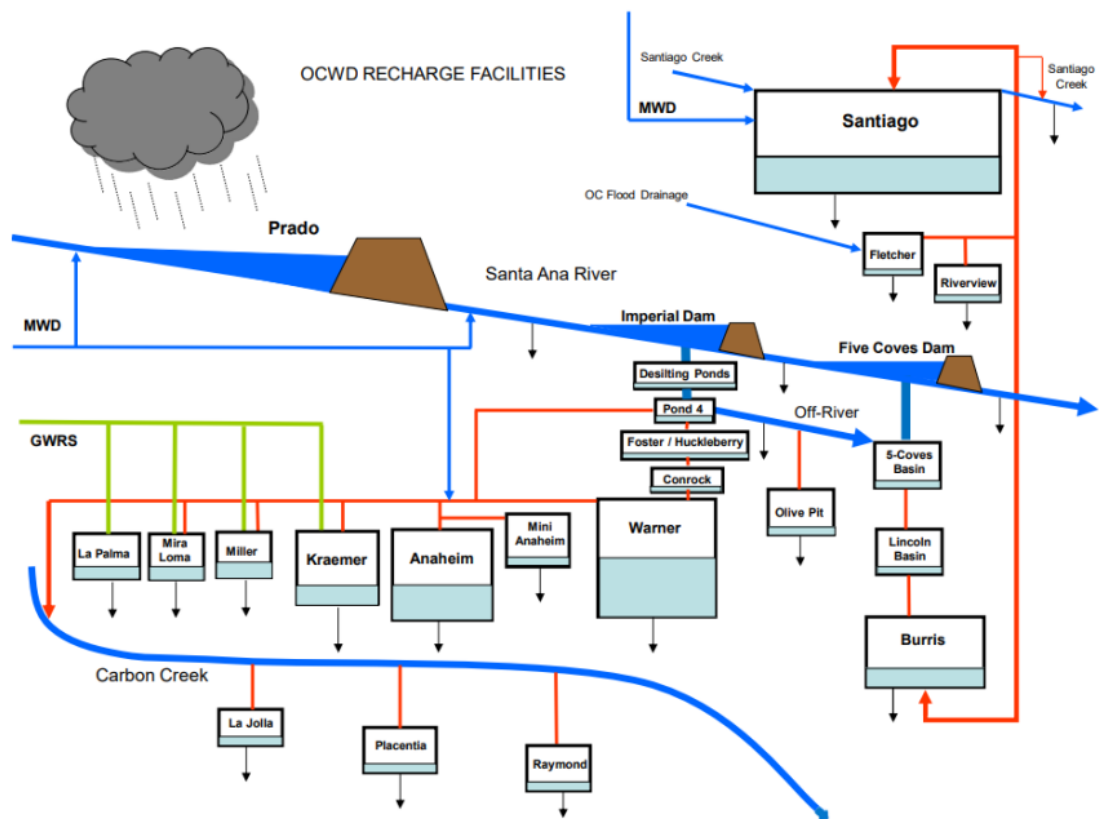 OCWD RECHARGE FACILITIES
Santiago Creek
Santiago
Creek
MWD
Santiago
OC Flood Drainage
Prado
Fletcher
Riverview
Santa Ana River
MWD
Imperial Dam
Five Coves Dam
Desilting Ponds
Pond 4
Off-River
GWRS
Foster / Huckleberry
5-Coves
Basin
Conrock
Warner
Olive Pit
La Palma
Mira
Loma
Miller
Kraemer
Anaheim
Mini
Anaheim
Lincoln
Basin
Burris
Carbon Creek
La Jolla
Placentia
Raymond